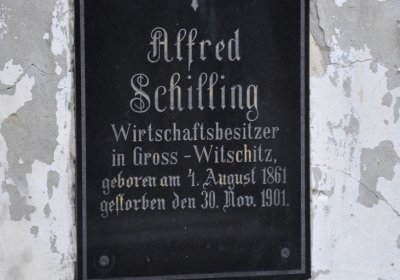 Alfred
Schilling
Wirtschaftsbesitzer
in Gross - Witschitz,
geboren am 4. August 1861
gestorben den 30. Nov. 1901.